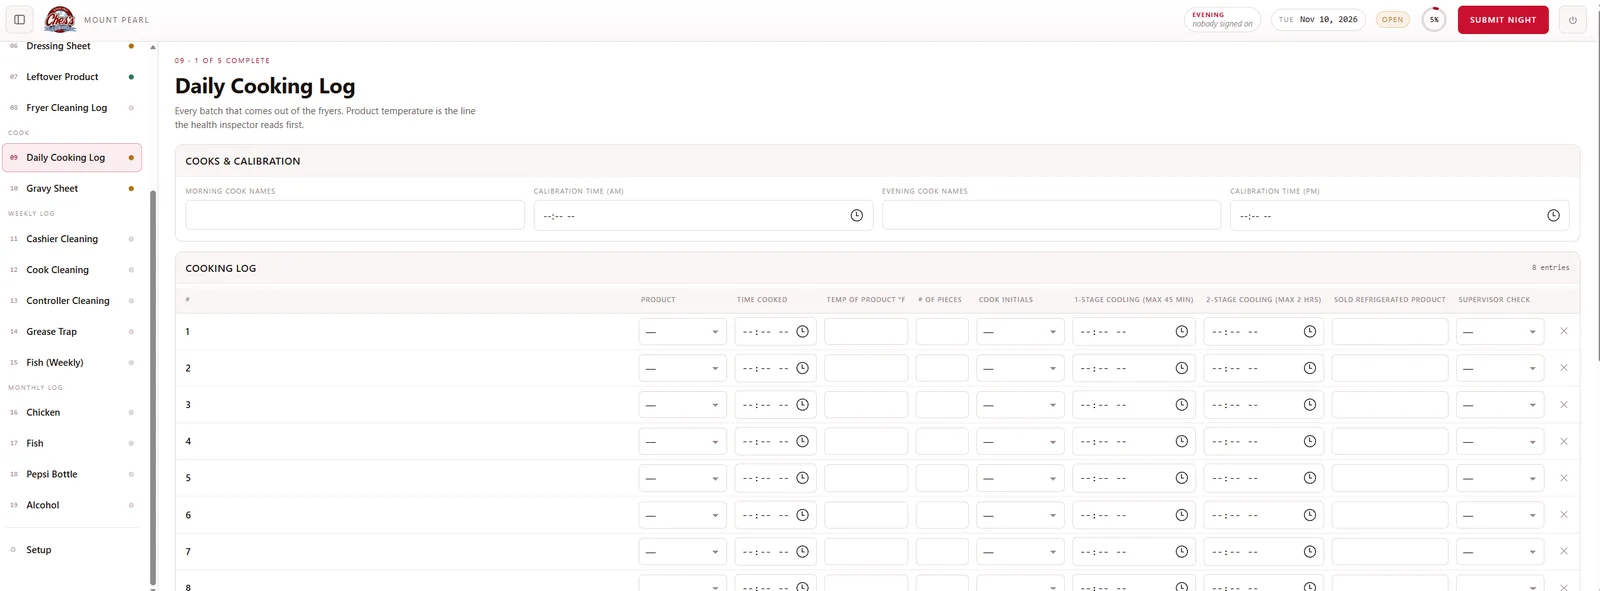 Ches's
MOUNT PEARL
EVENING
nobody signed on
TUE Nov 10, 2026
OPEN
5%
SUBMIT NIGHT
06 Dressing Sheet
07 Leftover Product
08 Fryer Cleaning Log
COOK
09 Daily Cooking Log
10 Gravy Sheet
WEEKLY LOG
11 Cashier Cleaning
12 Cook Cleaning
13 Controller Cleaning
14 Grease Trap
15 Fish (Weekly)
MONTHLY LOG
16 Chicken
17 Fish
18 Pepsi Bottle
19 Alcohol
Setup
09 - 1 OF 5 COMPLETE
Daily Cooking Log
Every batch that comes out of the fryers. Product temperature is the line
the health inspector reads first.
COOKS & CALIBRATION
MORNING COOK NAMES CALIBRATION TIME (AM) EVENING COOK NAMES CALIBRATION TIME (PM)
--:-- -- --:-- --
COOKING LOG 8 entries
# PRODUCT TIME COOKED TEMP OF PRODUCT °F # OF PIECES COOK INITIALS 1-STAGE COOLING (MAX 45 MIN) 2-STAGE COOLING (MAX 2 HRS) SOLD REFRIGERATED PRODUCT SUPERVISOR CHECK
1 — --:-- -- — --:-- -- --:-- -- —
2 — --:-- -- — --:-- -- --:-- -- —
3 — --:-- -- — --:-- -- --:-- -- —
4 — --:-- -- — --:-- -- --:-- -- —
5 — --:-- -- — --:-- -- --:-- -- —
6 — --:-- -- — --:-- -- --:-- -- —
7 — --:-- -- — --:-- -- --:-- -- —
8 — --:-- -- — --:-- -- --:-- -- —